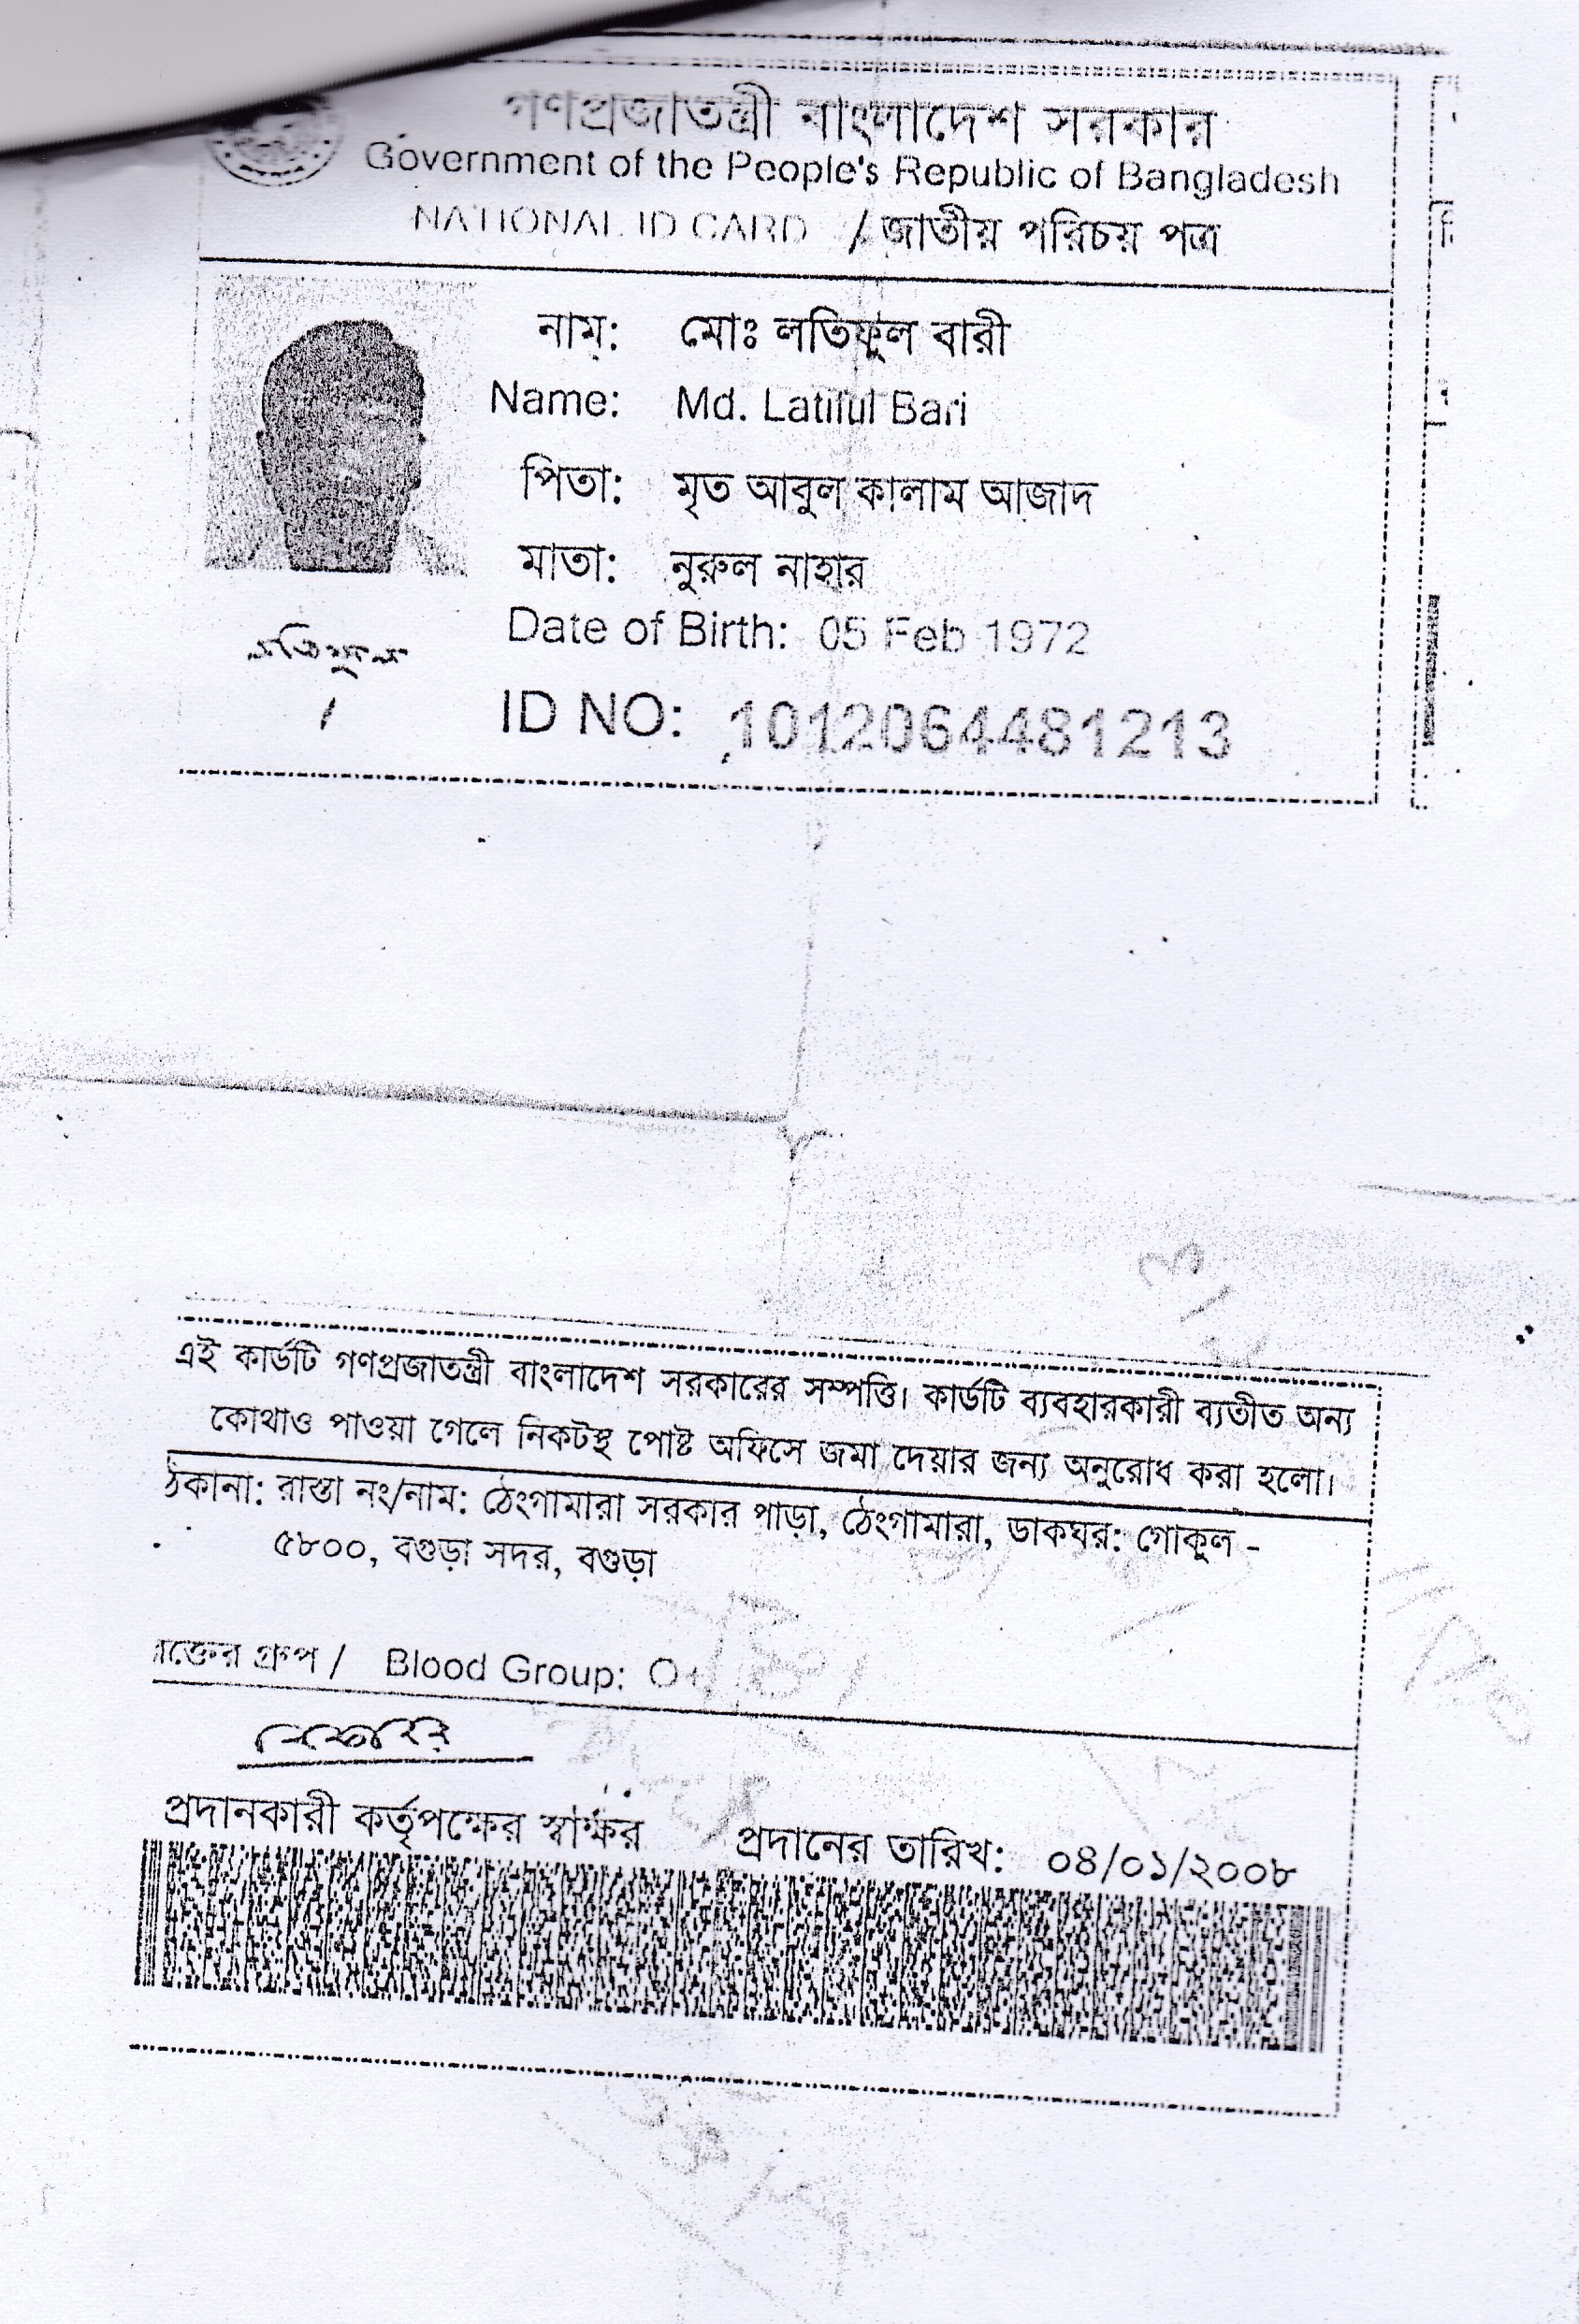 গণপ্রজাতন্ত্রী বাংলাদেশ সরকার
Government of the People's Republic of Bangladesh
NATIONAL ID CARD / জাতীয় পরিচয় পত্র
নাম: মোঃ লতিফুল বারী
Name: Md. Latiful Bari
পিতা: মৃত আবুল কালাম আজাদ
মাতা: নুরুল নাহার
Date of Birth: 05 Feb 1972
লতিফুল
ID NO: 1012064481213
এই কার্ডটি গণপ্রজাতন্ত্রী বাংলাদেশ সরকারের সম্পত্তি। কার্ডটি ব্যবহারকারী ব্যতীত অন্য
কোথাও পাওয়া গেলে নিকটস্থ পোষ্ট অফিসে জমা দেয়ার জন্য অনুরোধ করা হলো।
ঠিকানা: রাস্তা নং/নাম: ঠেংগামারা সরকার পাড়া, ঠেংগামারা, ডাকঘর: গোকুল -
৫৮০০, বগুড়া সদর, বগুড়া
রক্তের গ্রুপ / Blood Group: O+
প্রদানকারী কর্তৃপক্ষের স্বাক্ষর প্রদানের তারিখ: ০৪/০১/২০০৮